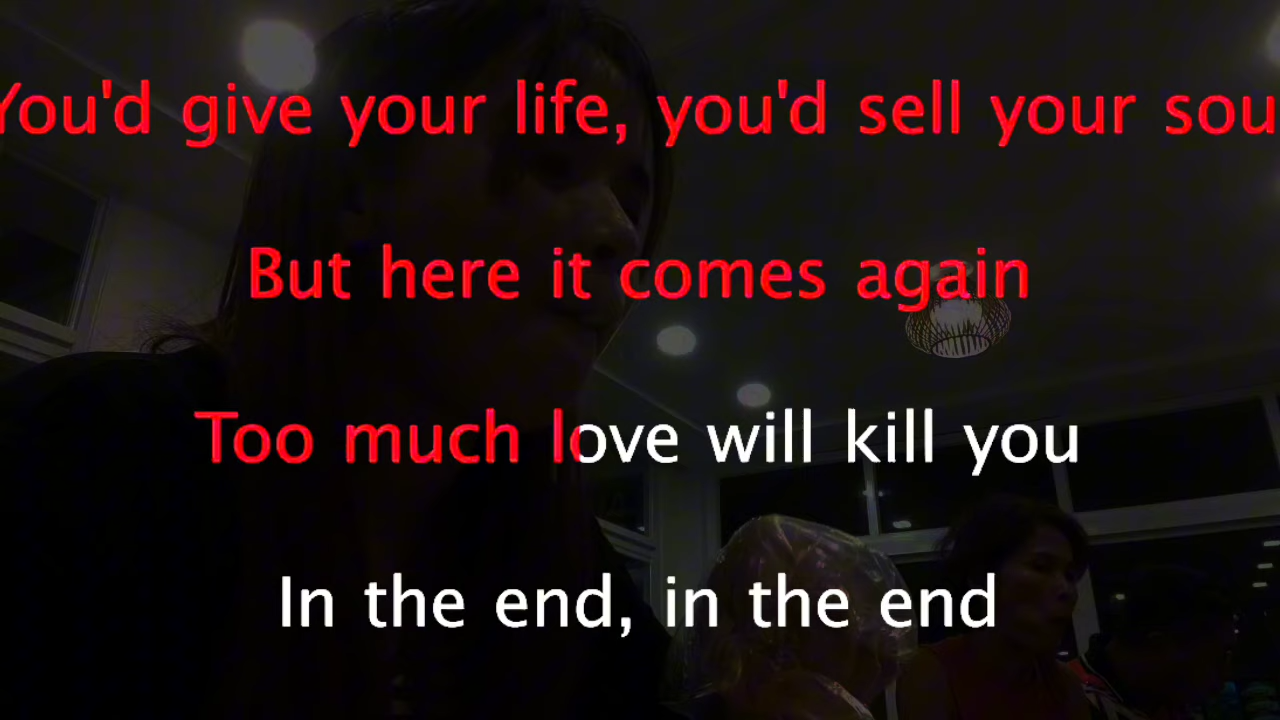 You'd give your life, you'd sell your sou
But here it comes again
Too much love will kill you
In the end, in the end